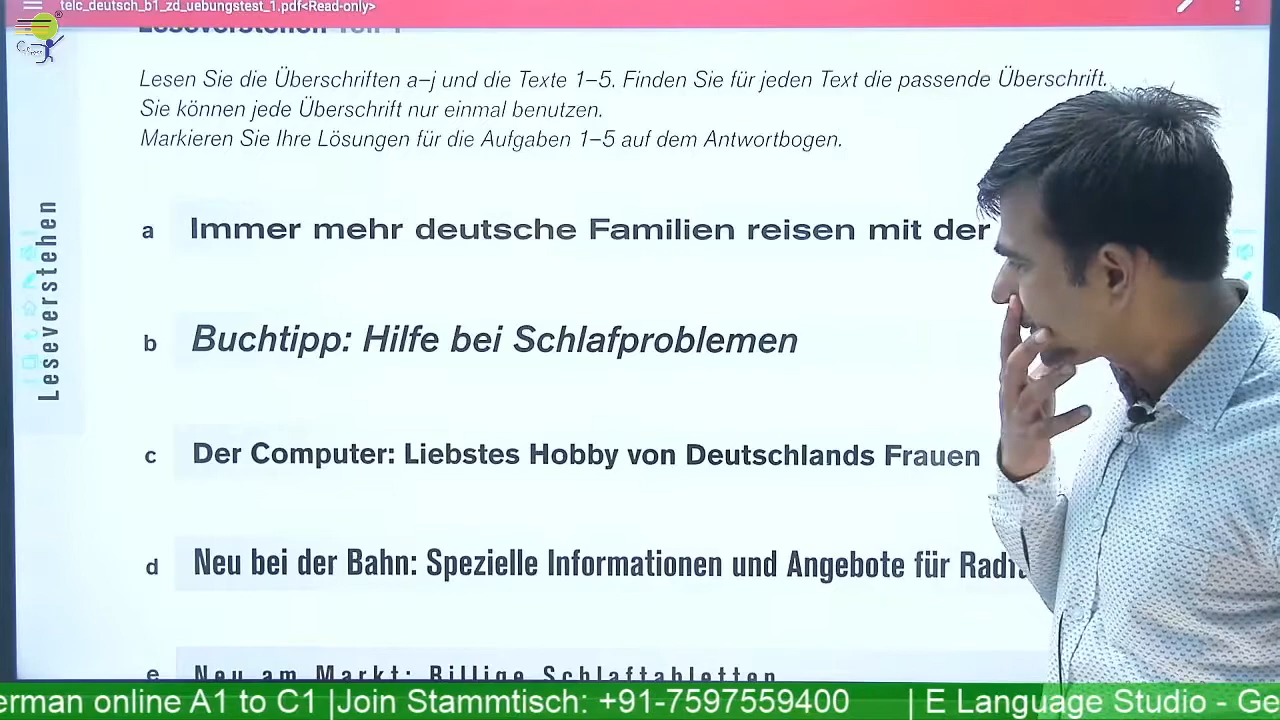 telc_deutsch_b1_zd_uebungstest_1.pdf<Read-only>
Leseverstehen Teil 1
Lesen Sie die Überschriften a–j und die Texte 1–5. Finden Sie für jeden Text die passende Überschrift.
Sie können jede Überschrift nur einmal benutzen.
Markieren Sie Ihre Lösungen für die Aufgaben 1–5 auf dem Antwortbogen.
Leseverstehen
a Immer mehr deutsche Familien reisen mit der
b Buchtipp: Hilfe bei Schlafproblemen
c Der Computer: Liebstes Hobby von Deutschlands Frauen
d Neu bei der Bahn: Spezielle Informationen und Angebote für
e Neu am Markt: Billige Schlaftabletten
erman online A1 to C1 |Join Stammtisch: +91-7597559400 | E Language Studio - Ge